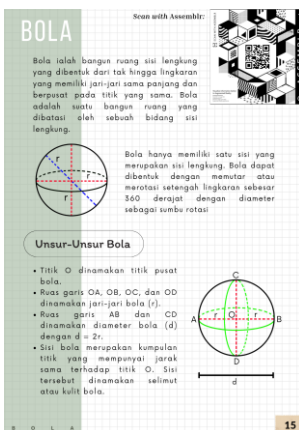 Scan with Assemblr:
BOLA
Bola ialah bangun ruang sisi lengkung
yang dibentuk dari tak hingga lingkaran
yang memiliki jari-jari sama panjang dan
berpusat pada titik yang sama. Bola
adalah suatu bangun ruang yang
dibatasi oleh sebuah bidang sisi
lengkung.
r
r
r
Bola hanya memiliki satu sisi yang
merupakan sisi lengkung. Bola dapat
dibentuk dengan memutar atau
merotasi setengah lingkaran sebesar
360 derajat dengan diameter
sebagai sumbu rotasi
Unsur-Unsur Bola
• Titik O dinamakan titik pusat
bola.
• Ruas garis OA, OB, OC, dan OD
dinamakan jari-jari bola (r).
• Ruas garis AB dan CD
dinamakan diameter bola (d)
dengan d = 2r.
• Sisi bola merupakan kumpulan
titik yang mempunyai jarak
sama terhadap titik O. Sisi
tersebut dinamakan selimut
atau kulit bola.
C
A r O r B
D
d
BOLA
15